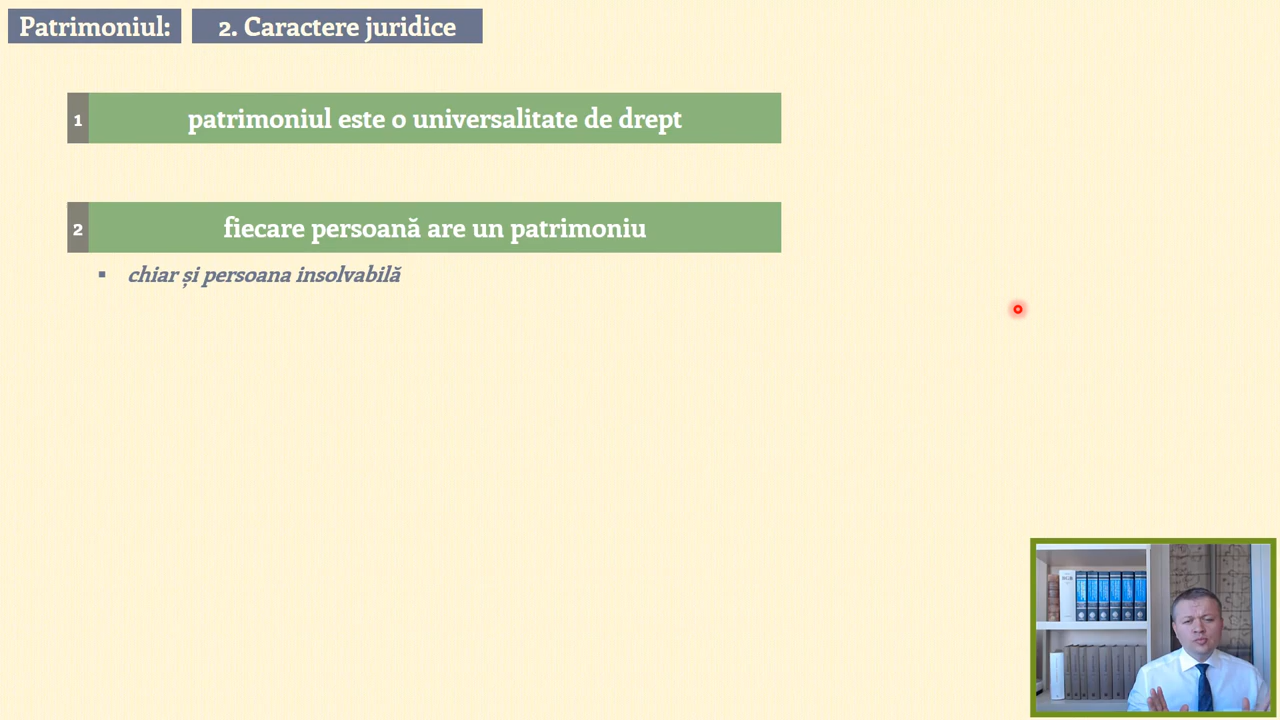 Patrimoniul: 2. Caractere juridice
1 patrimoniul este o universalitate de drept
2 fiecare persoană are un patrimoniu
▪ chiar și persoana insolvabilă